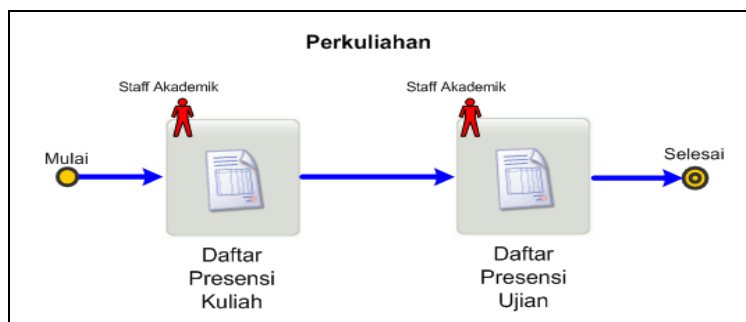 Perkuliahan
Staff Akademik
Staff Akademik
Mulai
Selesai
Daftar
Presensi
Kuliah
Daftar
Presensi
Ujian